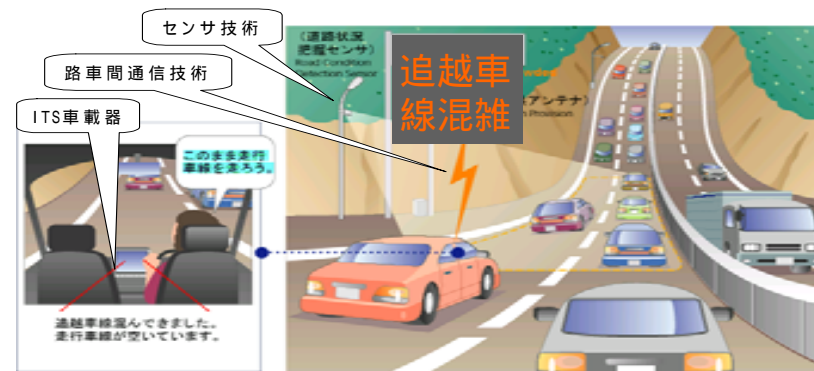 センサ技術
路車間通信技術
ITS車載器
(道路状況
把握センサ)
Road Condition
Detection Sensor
追越車
線混雑
アンテナ)
Provision
このまま走行
車線を走ろう。
追越車線混んできました。
走行車線が空いています。